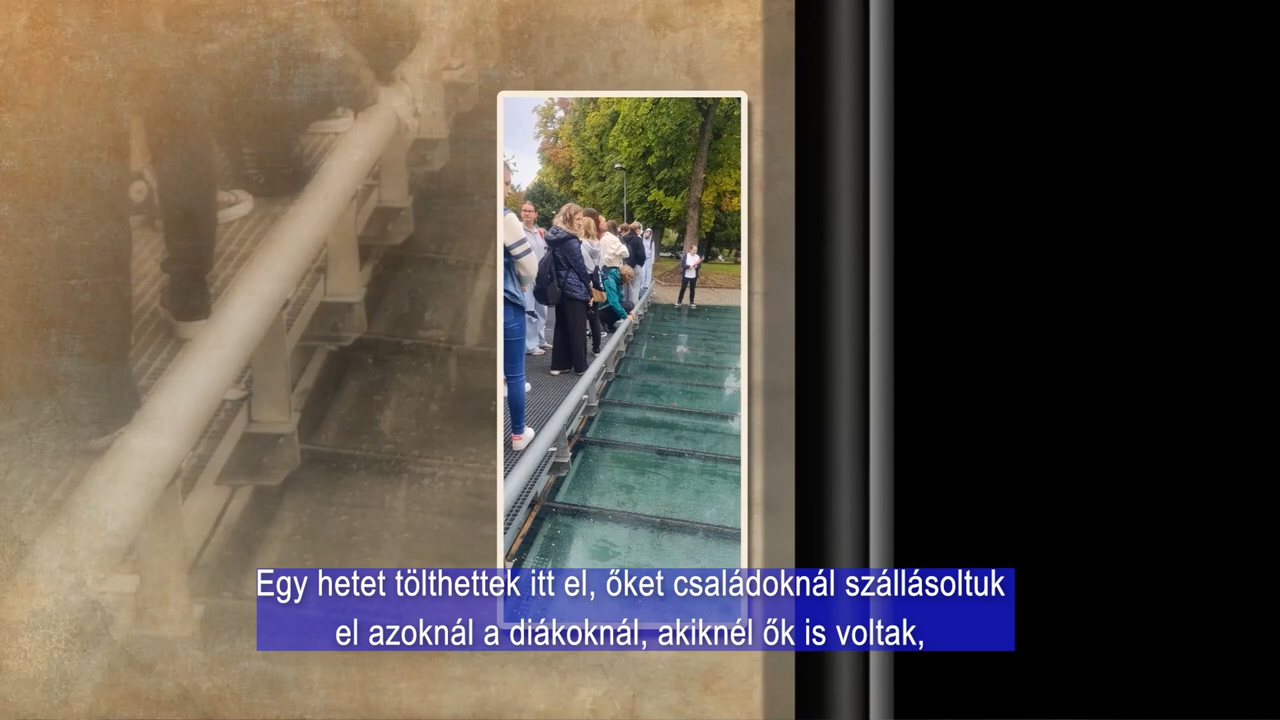 Egy hetet tölthettek itt el, őket családoknál szállásoltuk
el azoknál a diákoknál, akiknél ők is voltak,